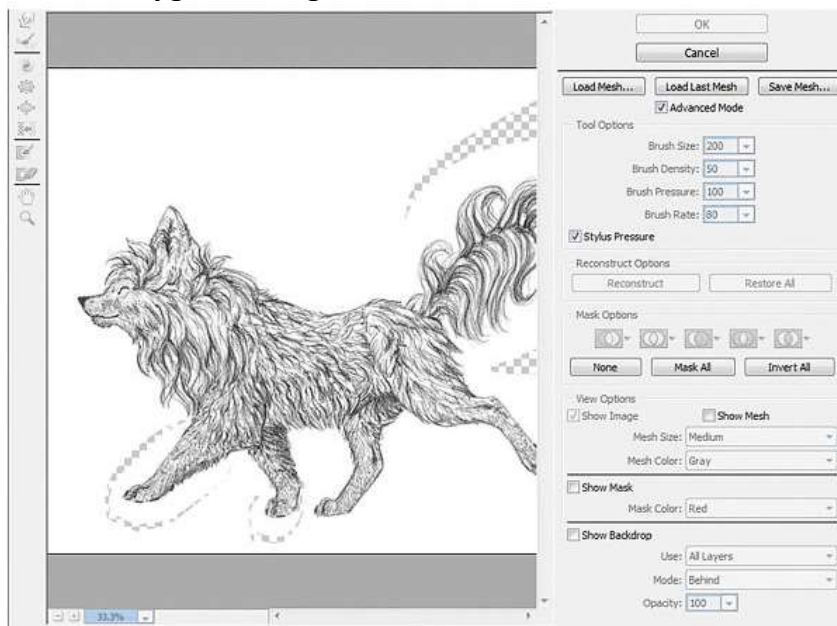 OK
Cancel
Load Mesh... Load Last Mesh Save Mesh...
Advanced Mode
Tool Options
Brush Size: 200
Brush Density: 50
Brush Pressure: 100
Brush Rate: 80
Stylus Pressure
Reconstruct Options
Reconstruct Restore All
Mask Options
None Mask All Invert All
View Options
Show Image Show Mesh
Mesh Size: Medium
Mesh Color: Gray
Show Mask
Mask Color: Red
Show Backdrop
Use: All Layers
Mode: Behind
Opacity: 100
33.3%